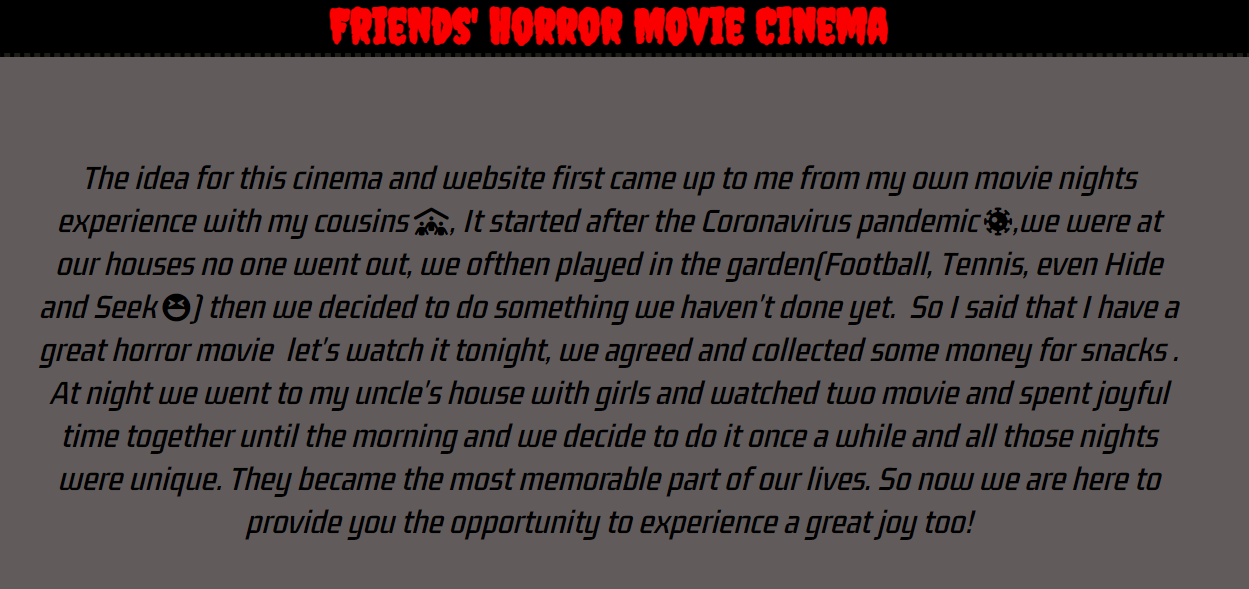 FRIENDS' HORROR MOVIE CINEMA
The idea for this cinema and website first came up to me from my own movie nights
experience with my cousins, It started after the Coronavirus pandemic,we were at
our houses no one went out, we ofthen played in the garden(Football, Tennis, even Hide
and Seek) then we decided to do something we haven't done yet.  So I said that I have a
great horror movie  let's watch it tonight, we agreed and collected some money for snacks .
At night we went to my uncle's house with girls and watched two movie and spent joyful
time together until the morning and we decide to do it once a while and all those nights
were unique. They became the most memorable part of our lives. So now we are here to
provide you the opportunity to experience a great joy too!